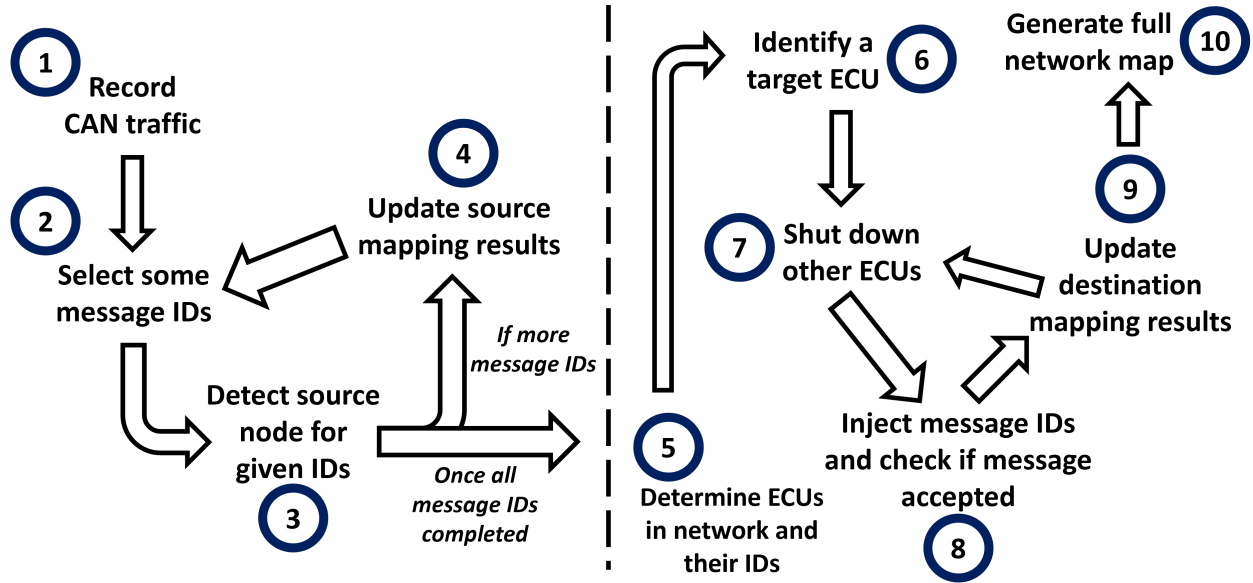 1
Record
CAN traffic
2
Select some
message IDs
Detect source
node for
given IDs
3
4
Update source
mapping results
If more
message IDs
Once all
message IDs
completed
5
Determine ECUs
in network and
their IDs
Identify a
target ECU
6
7
Shut down
other ECUs
Inject message IDs
and check if message
accepted
8
9
Update
destination
mapping results
Generate full
network map
10